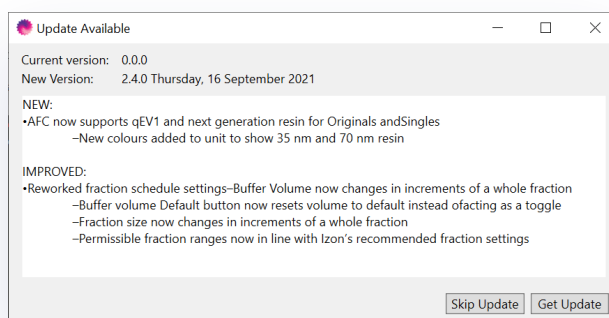 Update Available
Current version: 0.0.0
New Version: 2.4.0 Thursday, 16 September 2021
NEW:
•AFC now supports qEV1 and next generation resin for Originals andSingles
–New colours added to unit to show 35 nm and 70 nm resin
IMPROVED:
•Reworked fraction schedule settings–Buffer Volume now changes in increments of a whole fraction
–Buffer volume Default button now resets volume to default instead ofacting as a toggle
–Fraction size now changes in increments of a whole fraction
–Permissible fraction ranges now in line with Izon’s recommended fraction settings
Skip Update Get Update